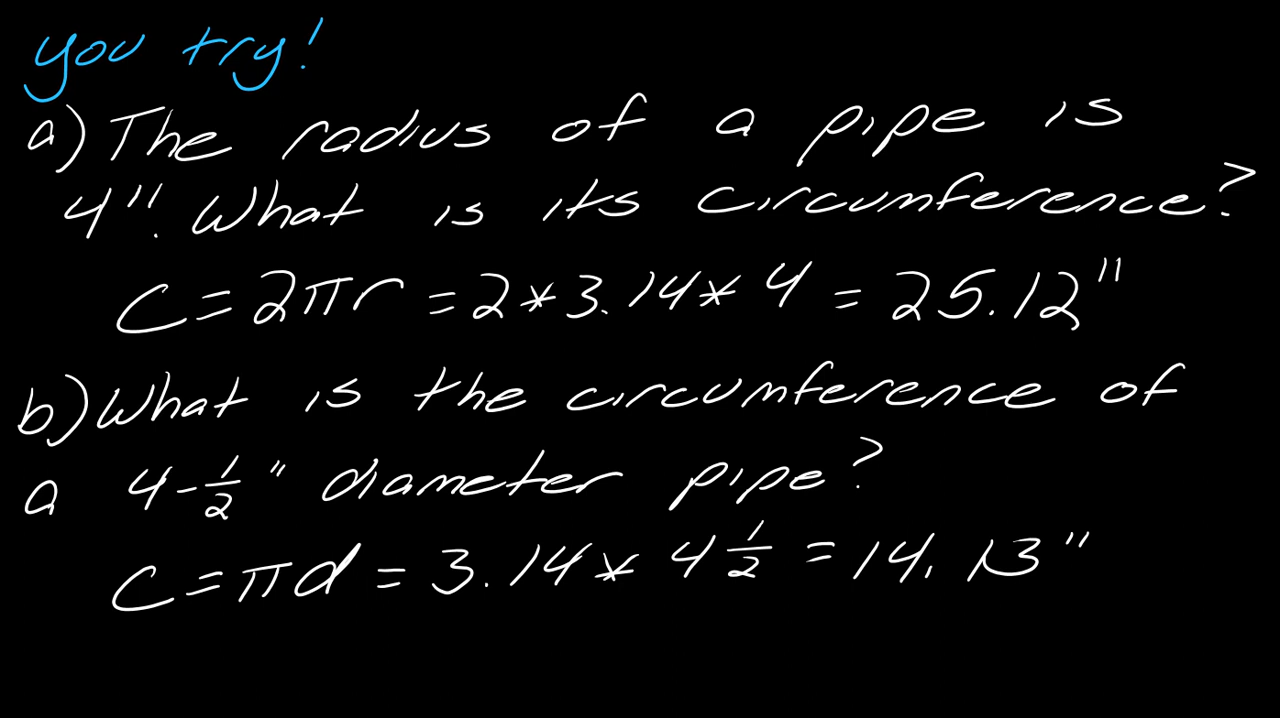 you try!
a) The radius of a pipe is
4". What is its circumference?
C = 2πr = 2 * 3.14 * 4 = 25.12"
b) What is the circumference of
a 4-1/2" diameter pipe?
C = πd = 3.14 * 4 1/2 = 14.13"